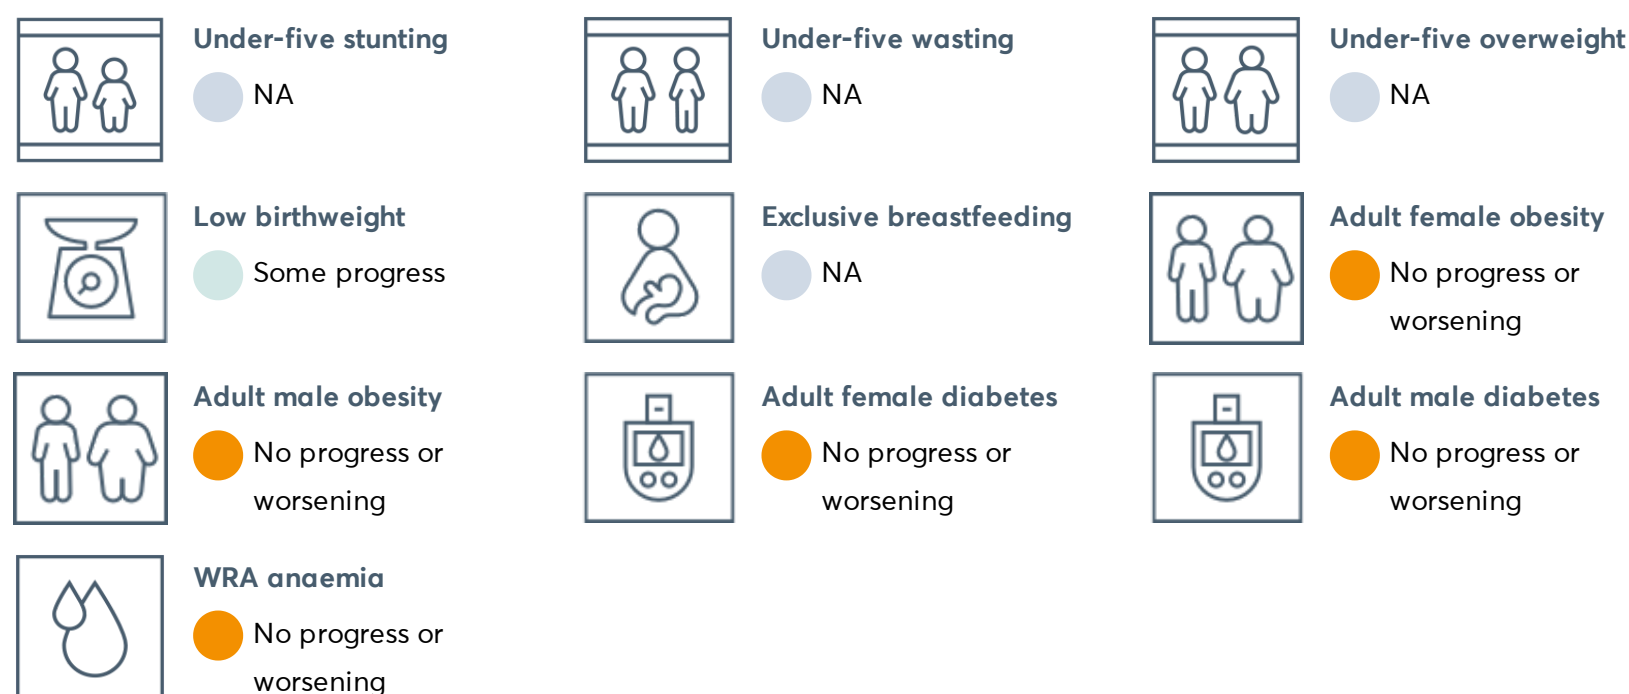 Under-five stunting
NA
Under-five wasting
NA
Under-five overweight
NA
Low birthweight
Some progress
Exclusive breastfeeding
NA
Adult female obesity
No progress or
worsening
Adult male obesity
No progress or
worsening
Adult female diabetes
No progress or
worsening
Adult male diabetes
No progress or
worsening
WRA anaemia
No progress or
worsening